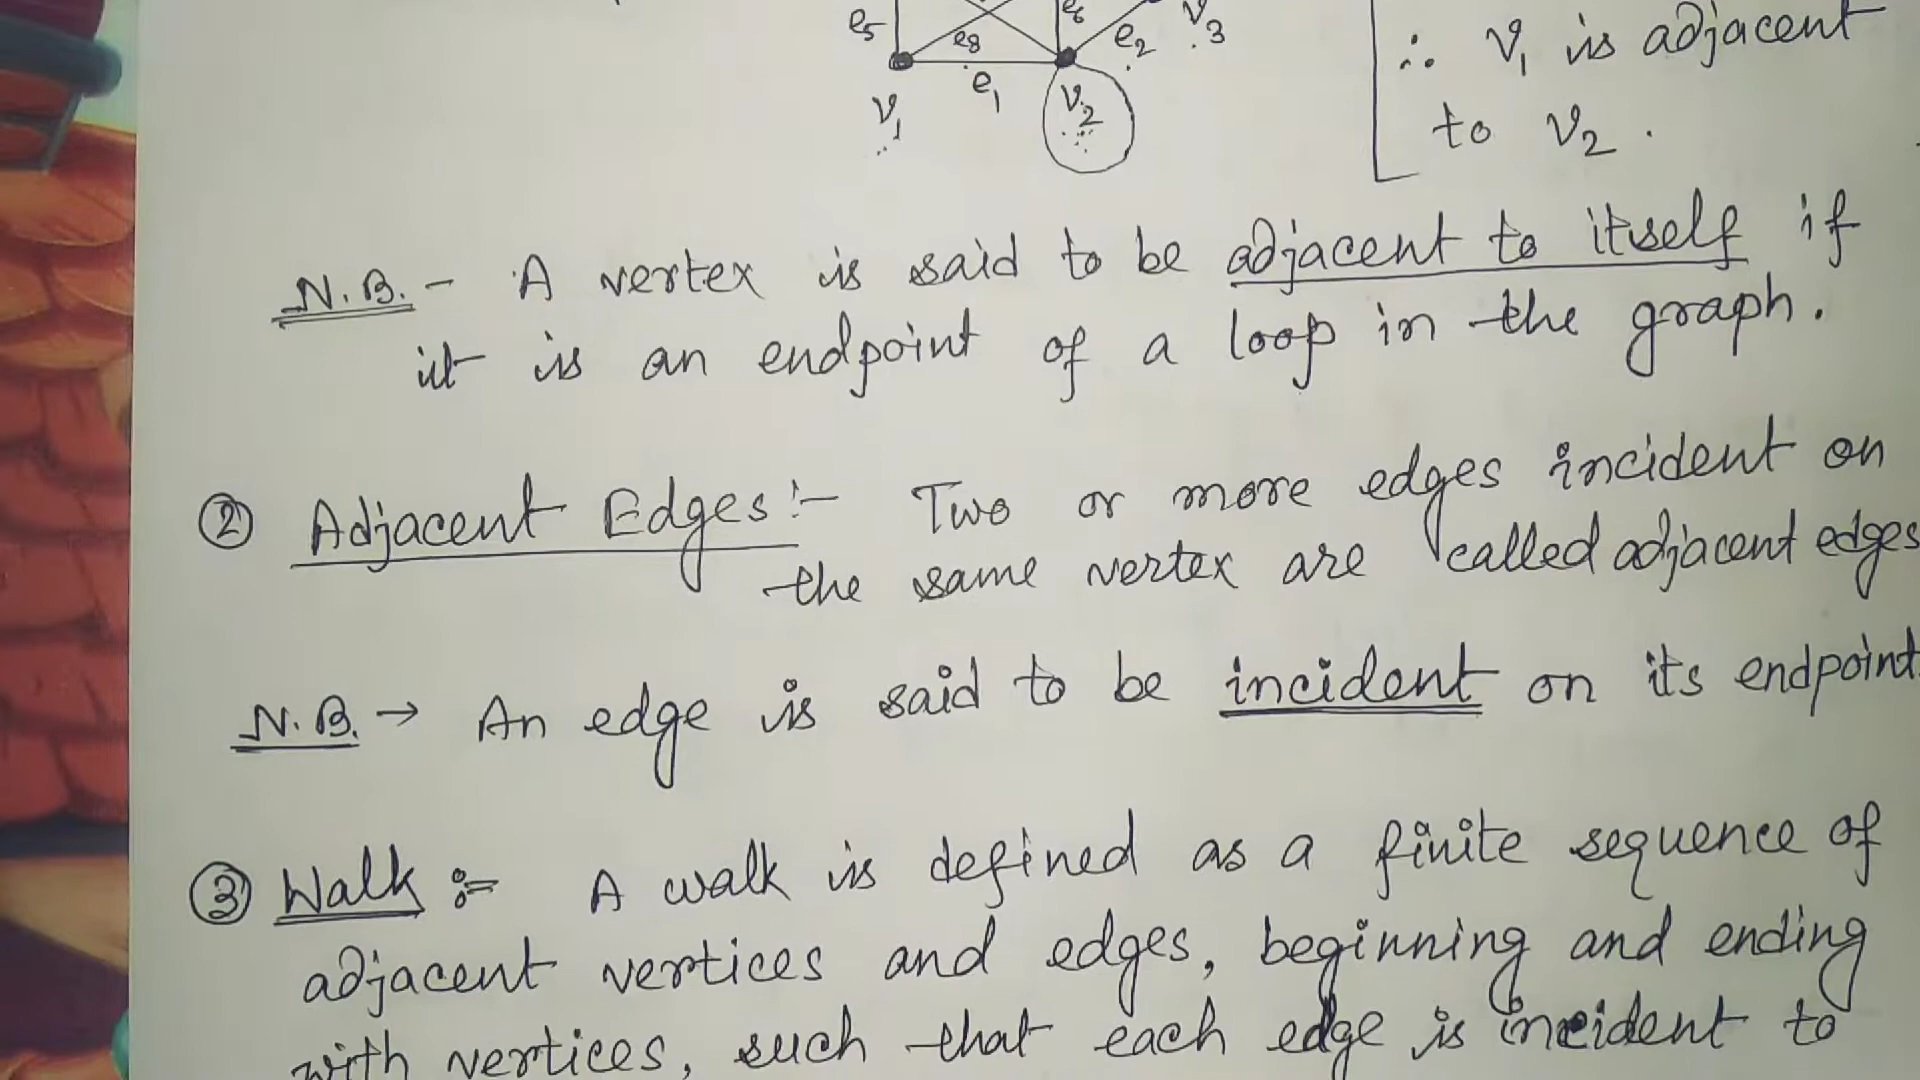 e5 e8 e6 e2 v3
e1
v1 v2
∴ v1 is adjacent
to v2.
N.B. - A vertex is said to be adjacent to itself if
it is an endpoint of a loop in the graph.
② Adjacent Edges :- Two or more edges incident on
the same vertex are called adjacent edges
N.B. → An edge is said to be incident on its endpoint
③ Walk :- A walk is defined as a finite sequence of
adjacent vertices and edges, beginning and ending
with vertices, such that each edge is incident to